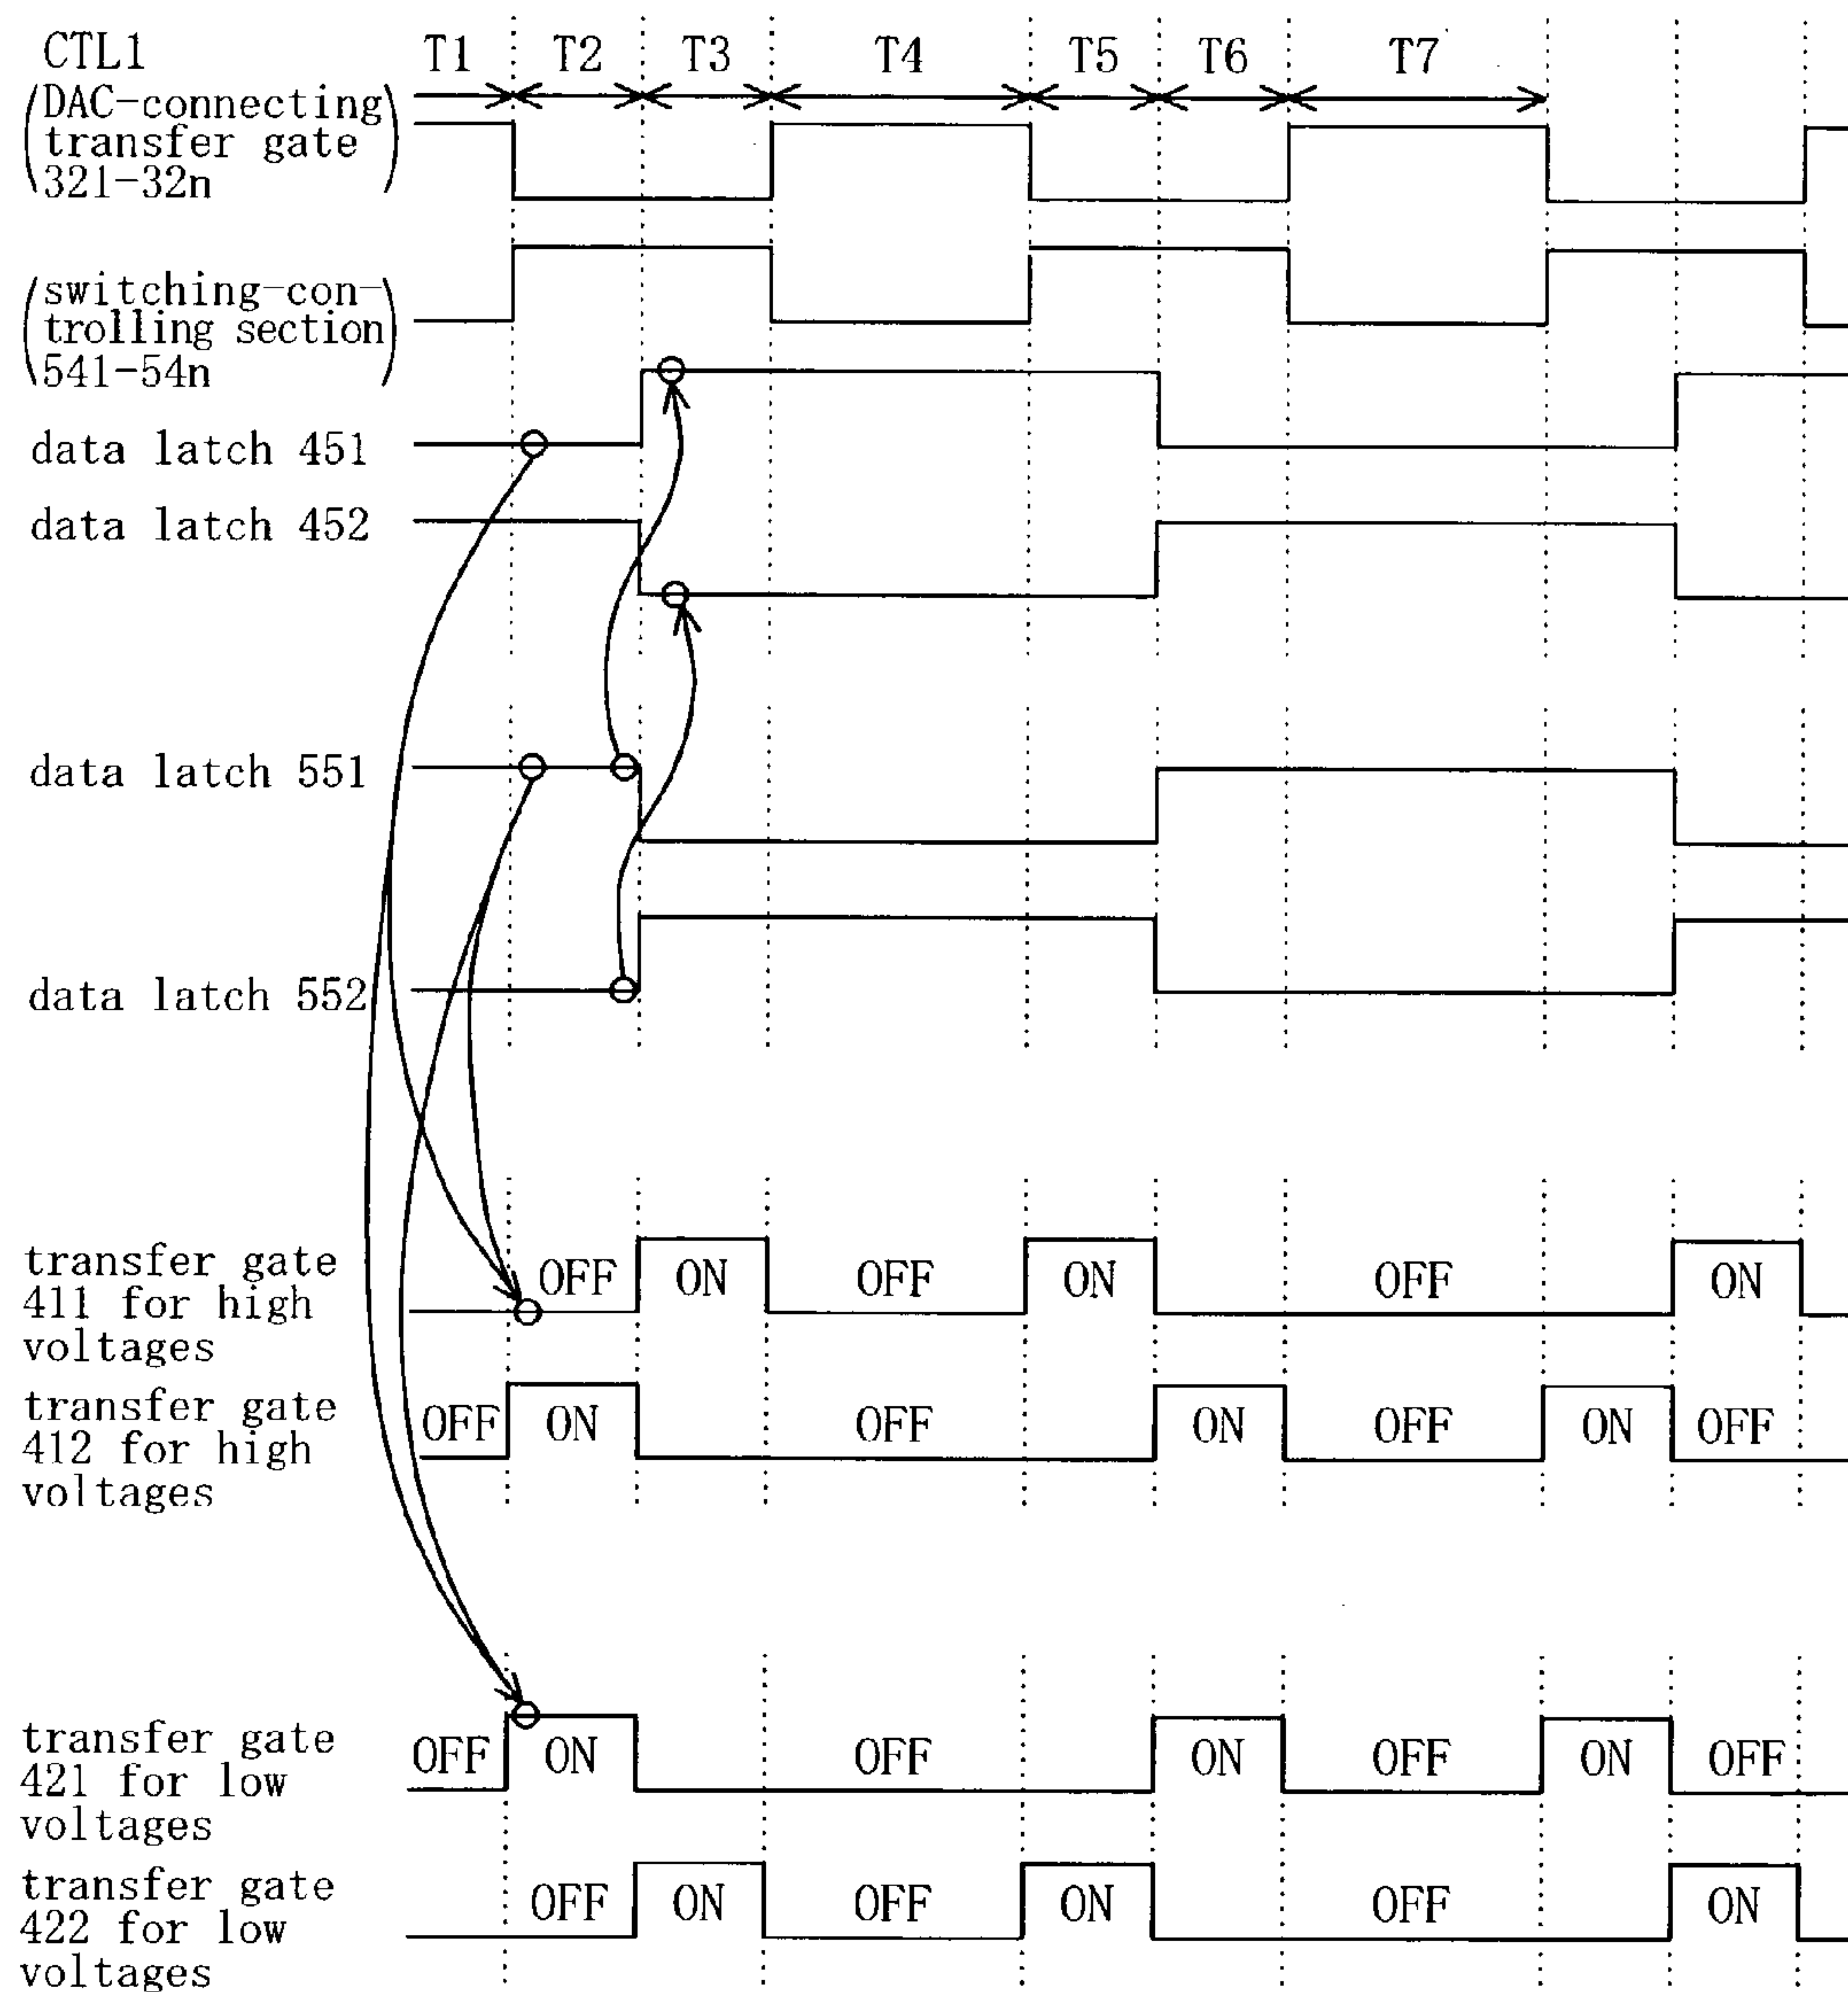 CTL1
T1 T2 T3 T4 T5 T6 T7
(DAC-connecting
transfer gate
321-32n)
(switching-con-
trolling section
541-54n)
data latch 451
data latch 452
data latch 551
data latch 552
transfer gate
411 for high
voltages
OFF ON OFF ON OFF ON
transfer gate
412 for high
voltages
OFF ON OFF ON OFF ON OFF
transfer gate
421 for low
voltages
OFF ON OFF ON OFF ON OFF
transfer gate
422 for low
voltages
OFF ON OFF ON OFF ON